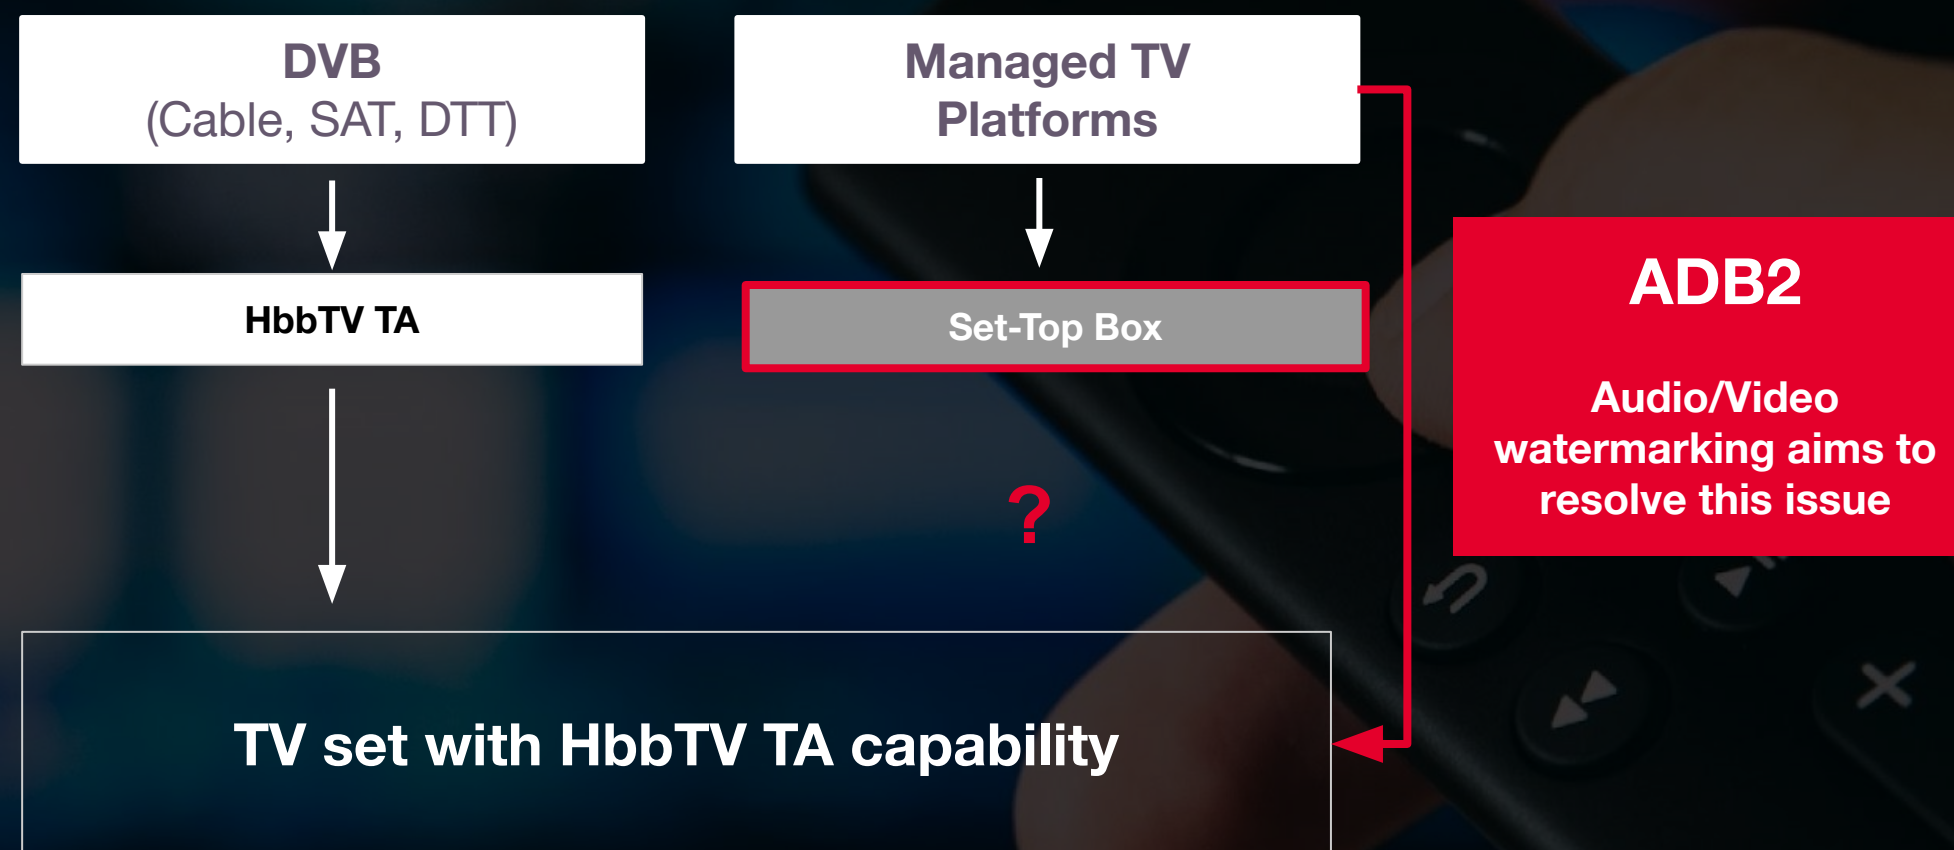 DVB
(Cable, SAT, DTT)
Managed TV
Platforms
HbbTV TA
Set-Top Box
?
ADB2
Audio/Video
watermarking aims to
resolve this issue
TV set with HbbTV TA capability